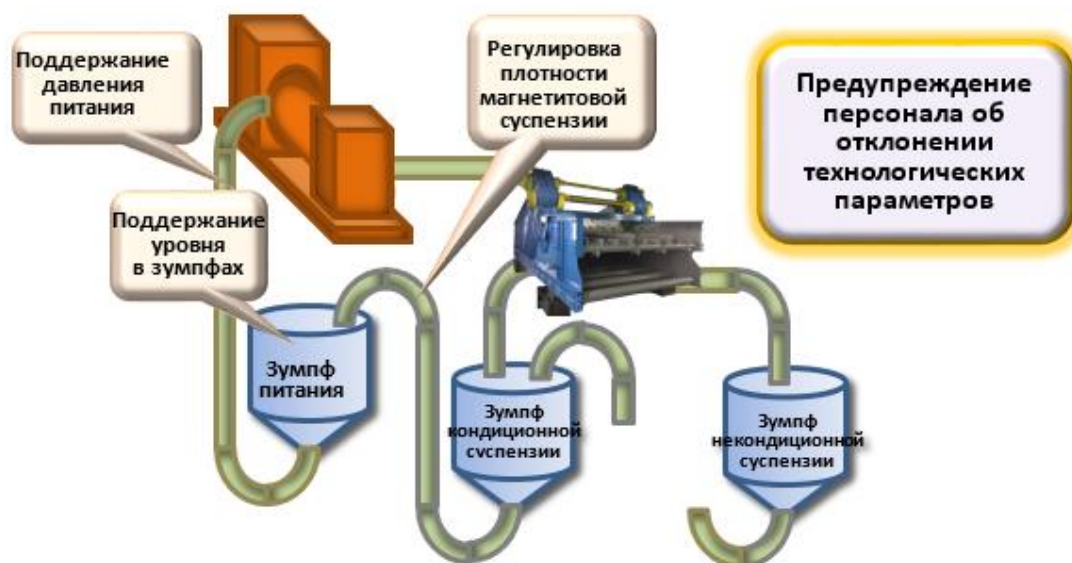 Поддержание
давления
питания
Регулировка
плотности
магнетитовой
суспензии
Предупреждение
персонала об
отклонении
технологических
параметров
Поддержание
уровня
в зумпфах
Зумпф
питания
Зумпф
кондиционной
суспензии
Зумпф
некондиционной
суспензии